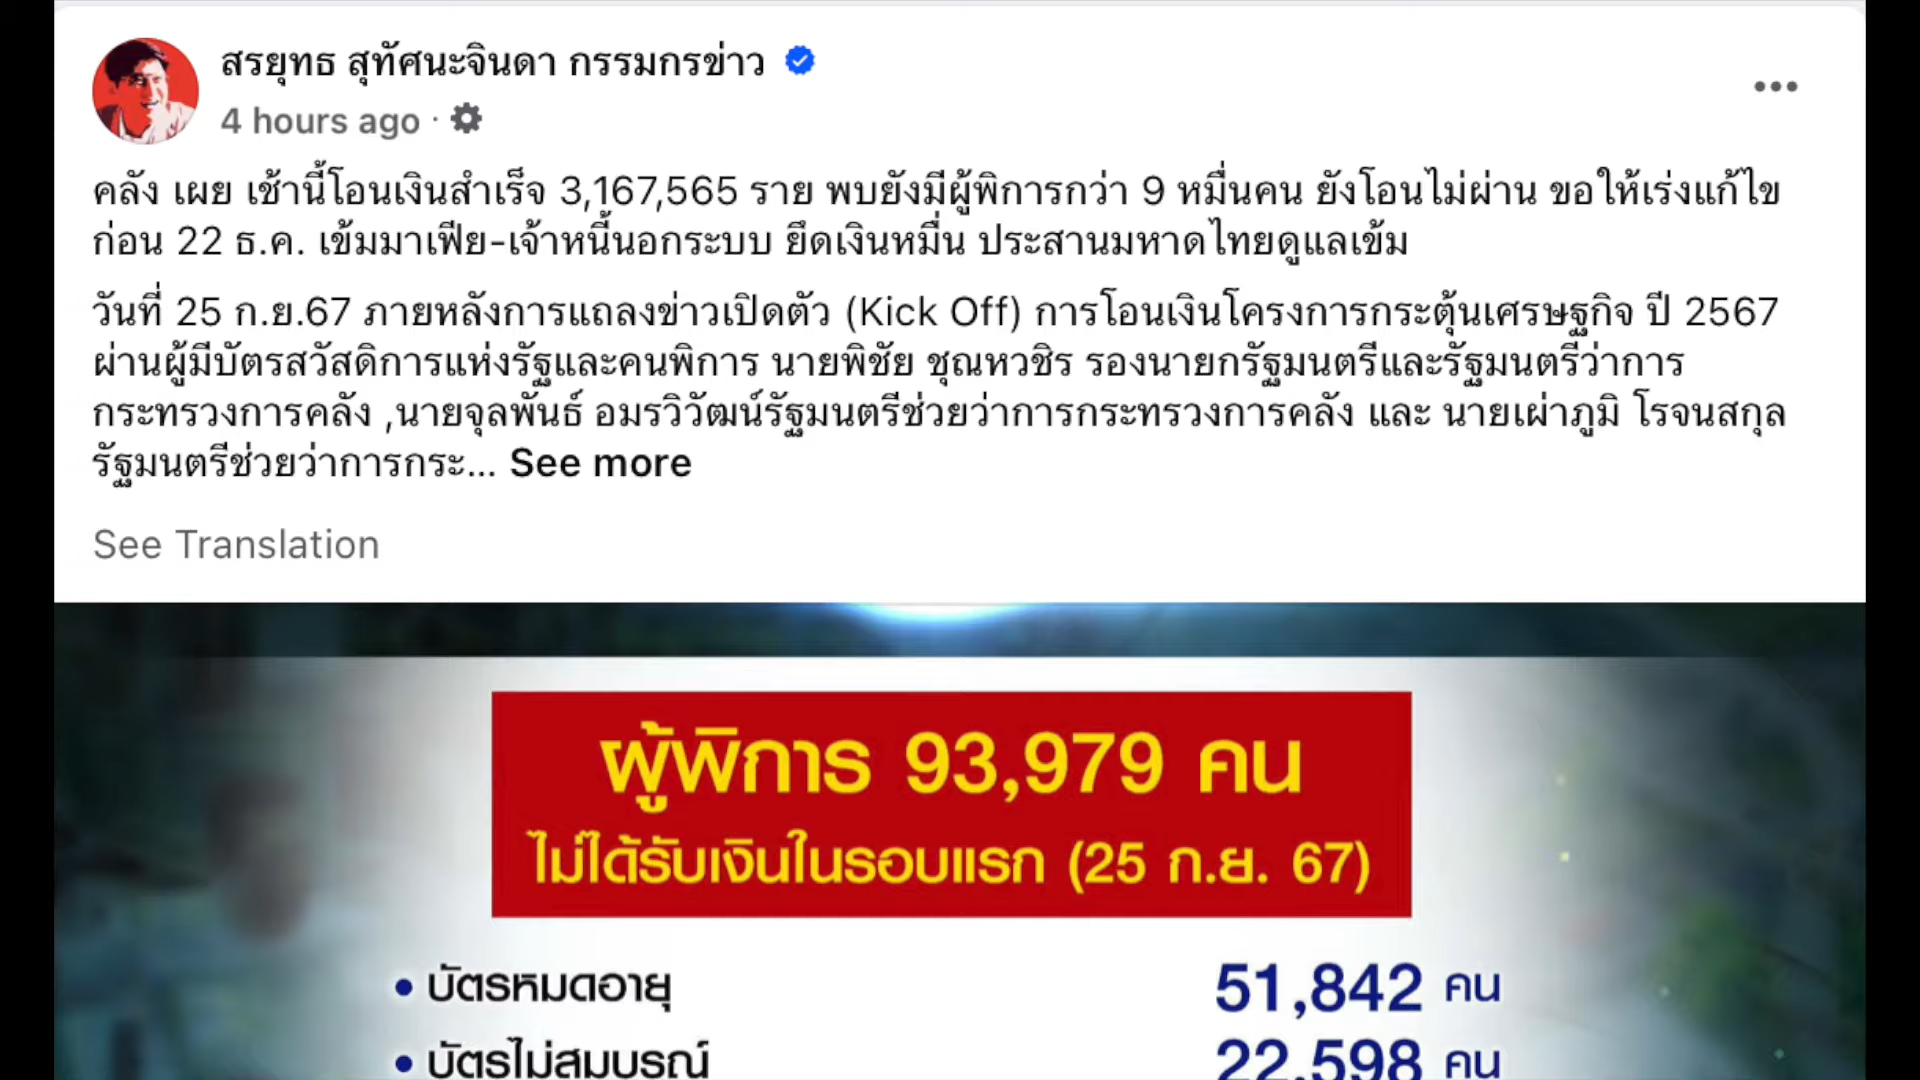 สรยุทธ สุทัศนะจินดา กรรมกรข่าว
4 hours ago ·
คลัง เผย เช้านี้โอนเงินสำเร็จ 3,167,565 ราย พบยังมีผู้พิการกว่า 9 หมื่นคน ยังโอนไม่ผ่าน ขอให้เร่งแก้ไข
ก่อน 22 ธ.ค. เข้มมาเฟีย-เจ้าหนี้นอกระบบ ยึดเงินหมื่น ประสานมหาดไทยดูแลเข้ม
วันที่ 25 ก.ย.67 ภายหลังการแถลงข่าวเปิดตัว (Kick Off) การโอนเงินโครงการกระตุ้นเศรษฐกิจ ปี 2567
ผ่านผู้มีบัตรสวัสดิการแห่งรัฐและคนพิการ นายพิชัย ชุณหวชิร รองนายกรัฐมนตรีและรัฐมนตรีว่าการ
กระทรวงการคลัง ,นายจุลพันธ์ อมรวิวัฒน์รัฐมนตรีช่วยว่าการกระทรวงการคลัง และ นายเผ่าภูมิ โรจนสกุล
รัฐมนตรีช่วยว่าการกระ... See more
See Translation
ผู้พิการ 93,979 คน
ไม่ได้รับเงินในรอบแรก (25 ก.ย. 67)
• บัตรหมดอายุ 51,842 คน
• บัตรไม่สมบูรณ์ 22,598 คน